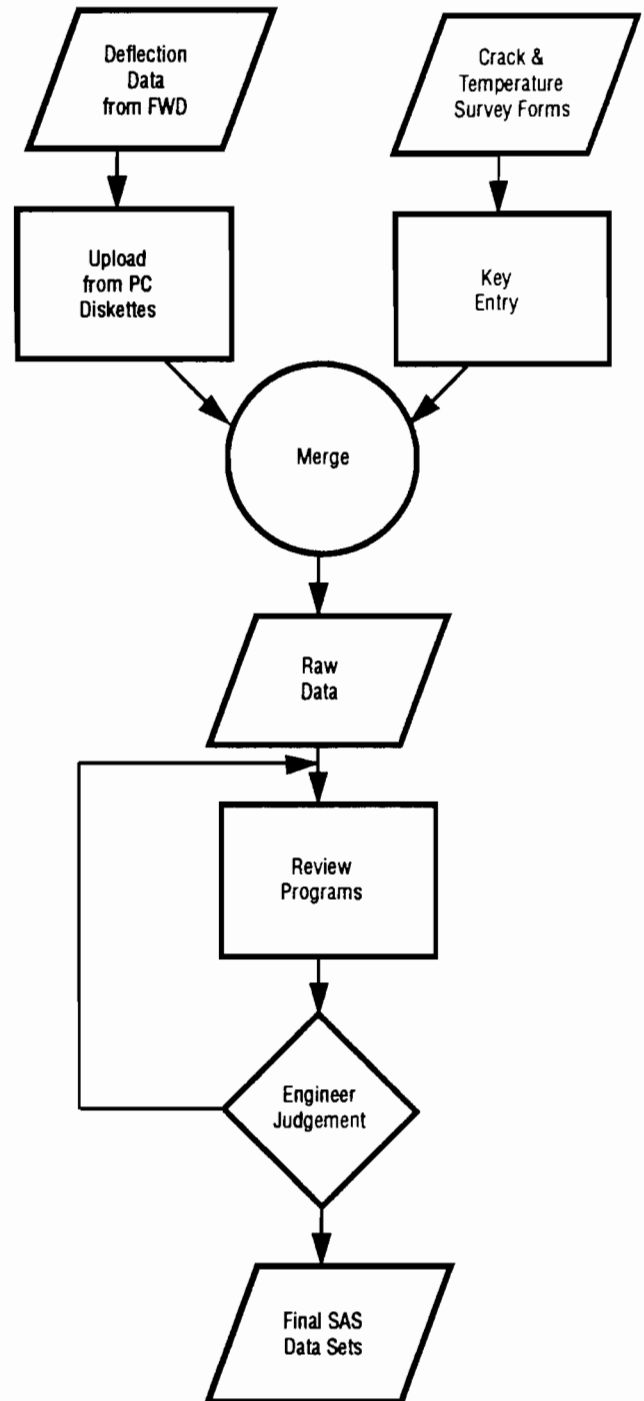 Deflection
Data
from FWD
Crack &
Temperature
Survey Forms
Upload
from PC
Diskettes
Key
Entry
Merge
Raw
Data
Review
Programs
Engineer
Judgement
Final SAS
Data Sets